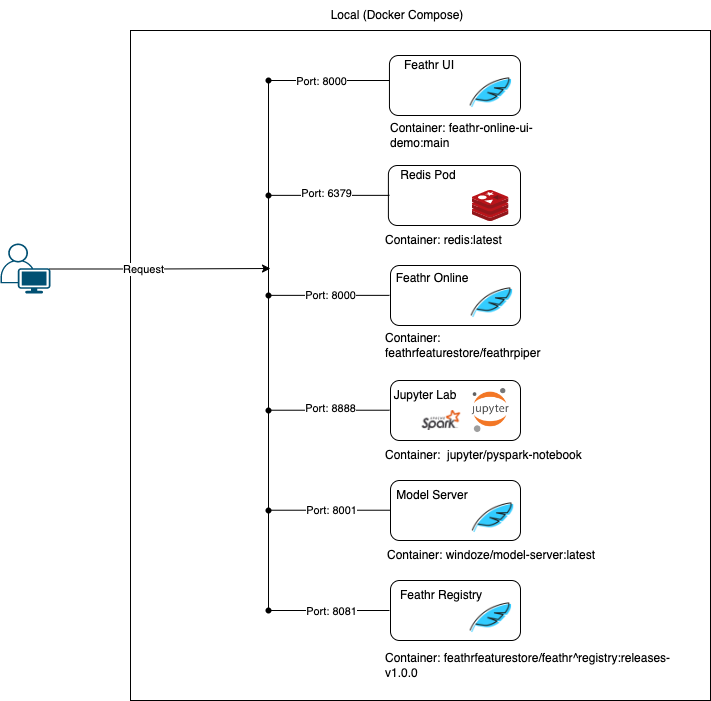 Local (Docker Compose)
Feathr UI
Port: 8000
Container: feathr-online-ui-
demo:main
Redis Pod
Port: 6379
Container: redis:latest
Request
Feathr Online
Port: 8000
Container:
feathrfeaturestore/feathrpiper
Jupyter Lab
jupyter
Port: 8888
APACHE
Spark
Container:  jupyter/pyspark-notebook
Model Server
Port: 8001
Container: windoze/model-server:latest
Feathr Registry
Port: 8081
Container: feathrfeaturestore/feathr^registry:releases-
v1.0.0